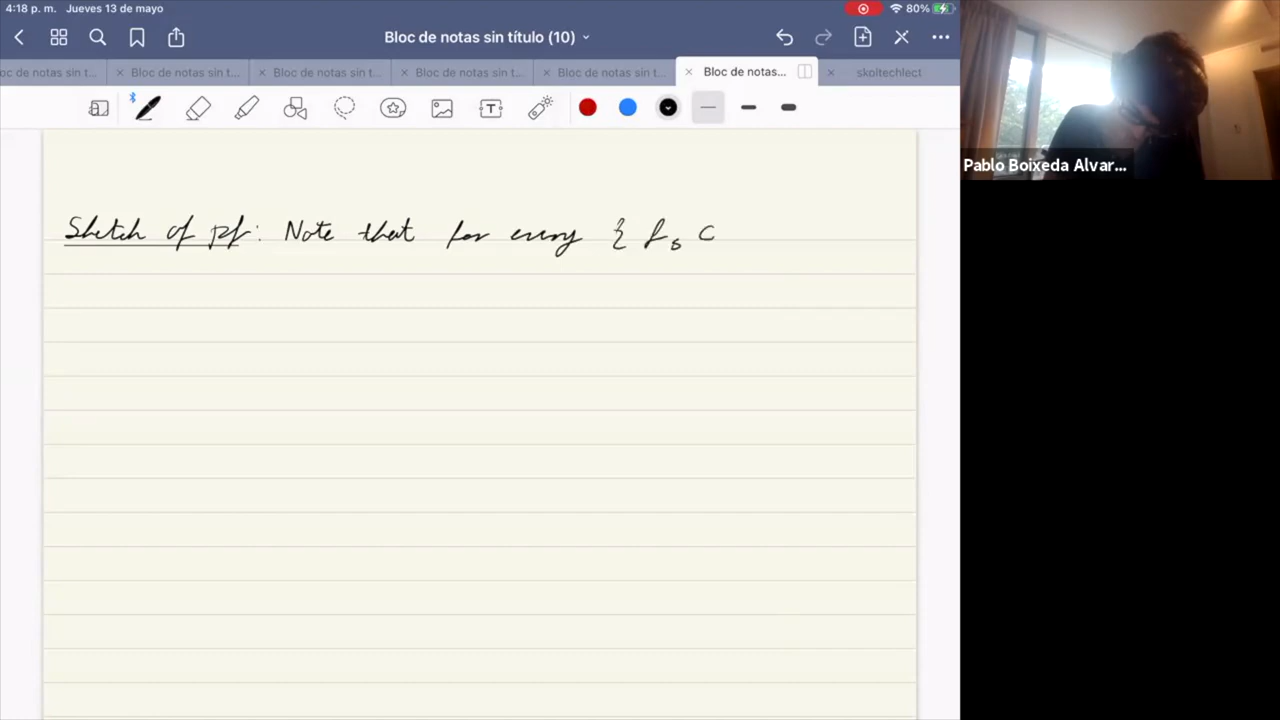 4:18 p. m. Jueves 13 de mayo
80%
Bloc de notas sin título (10)
oc de notas sin t...
Bloc de notas sin t...
Bloc de notas sin t...
Bloc de notas sin t...
Bloc de notas sin t...
Bloc de notas...
skoltechlect
Sketch of pf: Note that for every { f_s C
Pablo Boixeda Alvar...